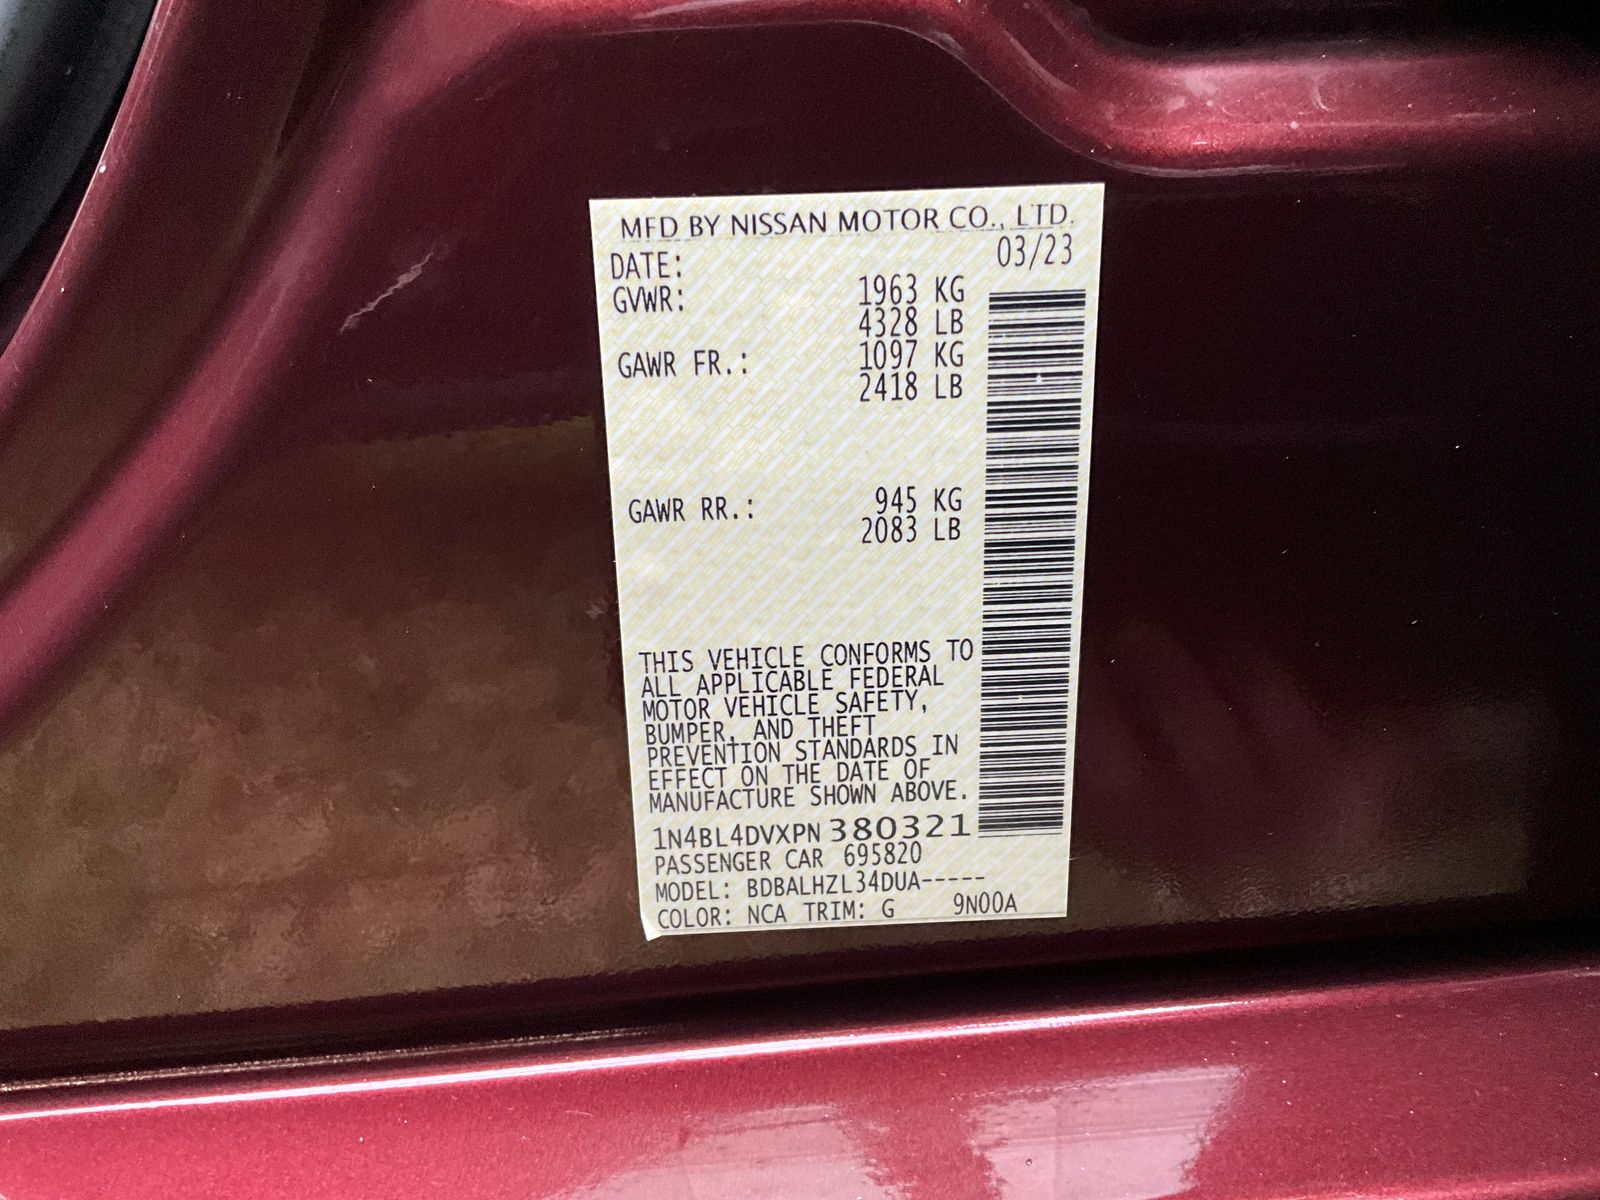 MFD BY NISSAN MOTOR CO., LTD.
DATE: 03/23
GVWR: 1963 KG
4328 LB
GAWR FR.: 1097 KG
2418 LB
GAWR RR.: 945 KG
2083 LB
THIS VEHICLE CONFORMS TO
ALL APPLICABLE FEDERAL
MOTOR VEHICLE SAFETY,
BUMPER, AND THEFT
PREVENTION STANDARDS IN
EFFECT ON THE DATE OF
MANUFACTURE SHOWN ABOVE.
1N4BL4DVXPN380321
PASSENGER CAR 695820
MODEL: BDBALHZL34DUA-----
COLOR: NCA TRIM: G 9N00A